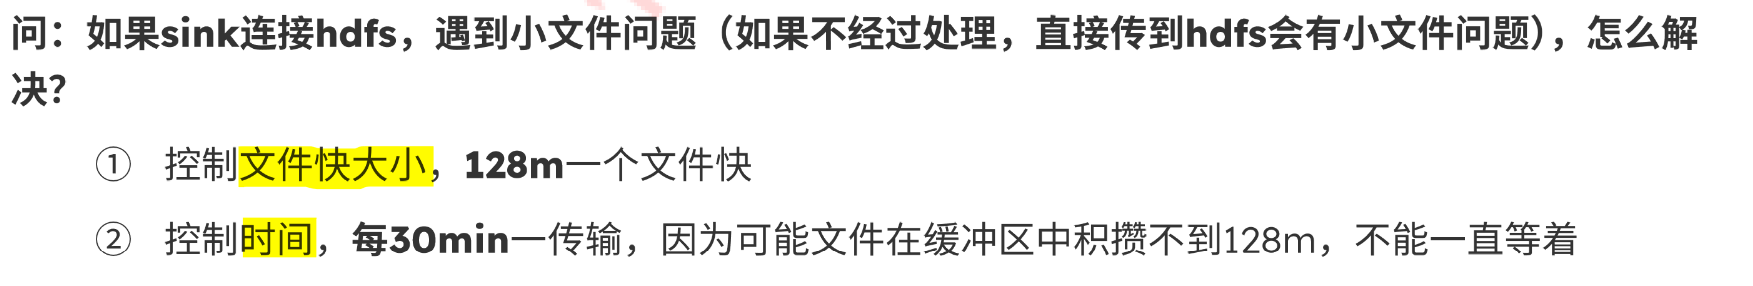 问：如果sink连接hdfs，遇到小文件问题（如果不经过处理，直接传到hdfs会有小文件问题），怎么解
决？
① 控制文件快大小，128m一个文件快
② 控制时间，每30min一传输，因为可能文件在缓冲区中积攒不到128m，不能一直等着